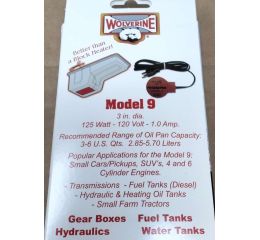 WOLVERINE
Better than
a Block Heater!
Model 9
3 in. dia.
125 Watt - 120 Volt - 1.0 Amp.
Recommended Range of Oil Pan Capacity:
3-6 U.S. Qts. 2.85-5.70 Liters
Popular Applications for the Model 9:
Small Cars/Pickups, SUV's, 4 and 6
Cylinder Engines.
- Transmissions - Fuel Tanks (Diesel)
- Hydraulic & Heating Oil Tanks
- Small Farm Tractors
Gear Boxes Fuel Tanks
Hydraulics Water Tanks